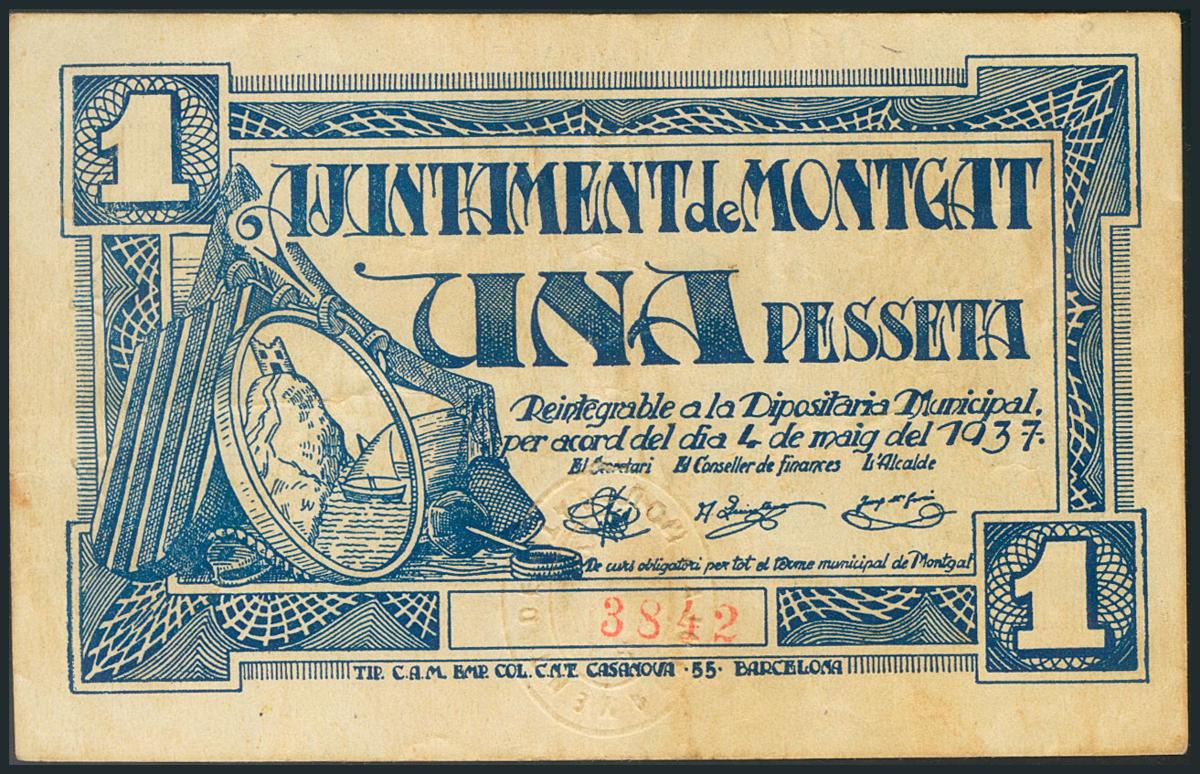 1
AJUNTAMENT de MONTGAT
UNA PESSETA
Reintegrable a la Dipositaria Municipal,
per acord del dia 4 de maig del 1937.
El Secretari El Conseller de finances L'Alcalde
De curs obligatori per tot el terme municipal de Montgat
1
3842
TIP. C.A.M. EMP. COL. C.N.T. CASANOVA · 55 · BARCELONA